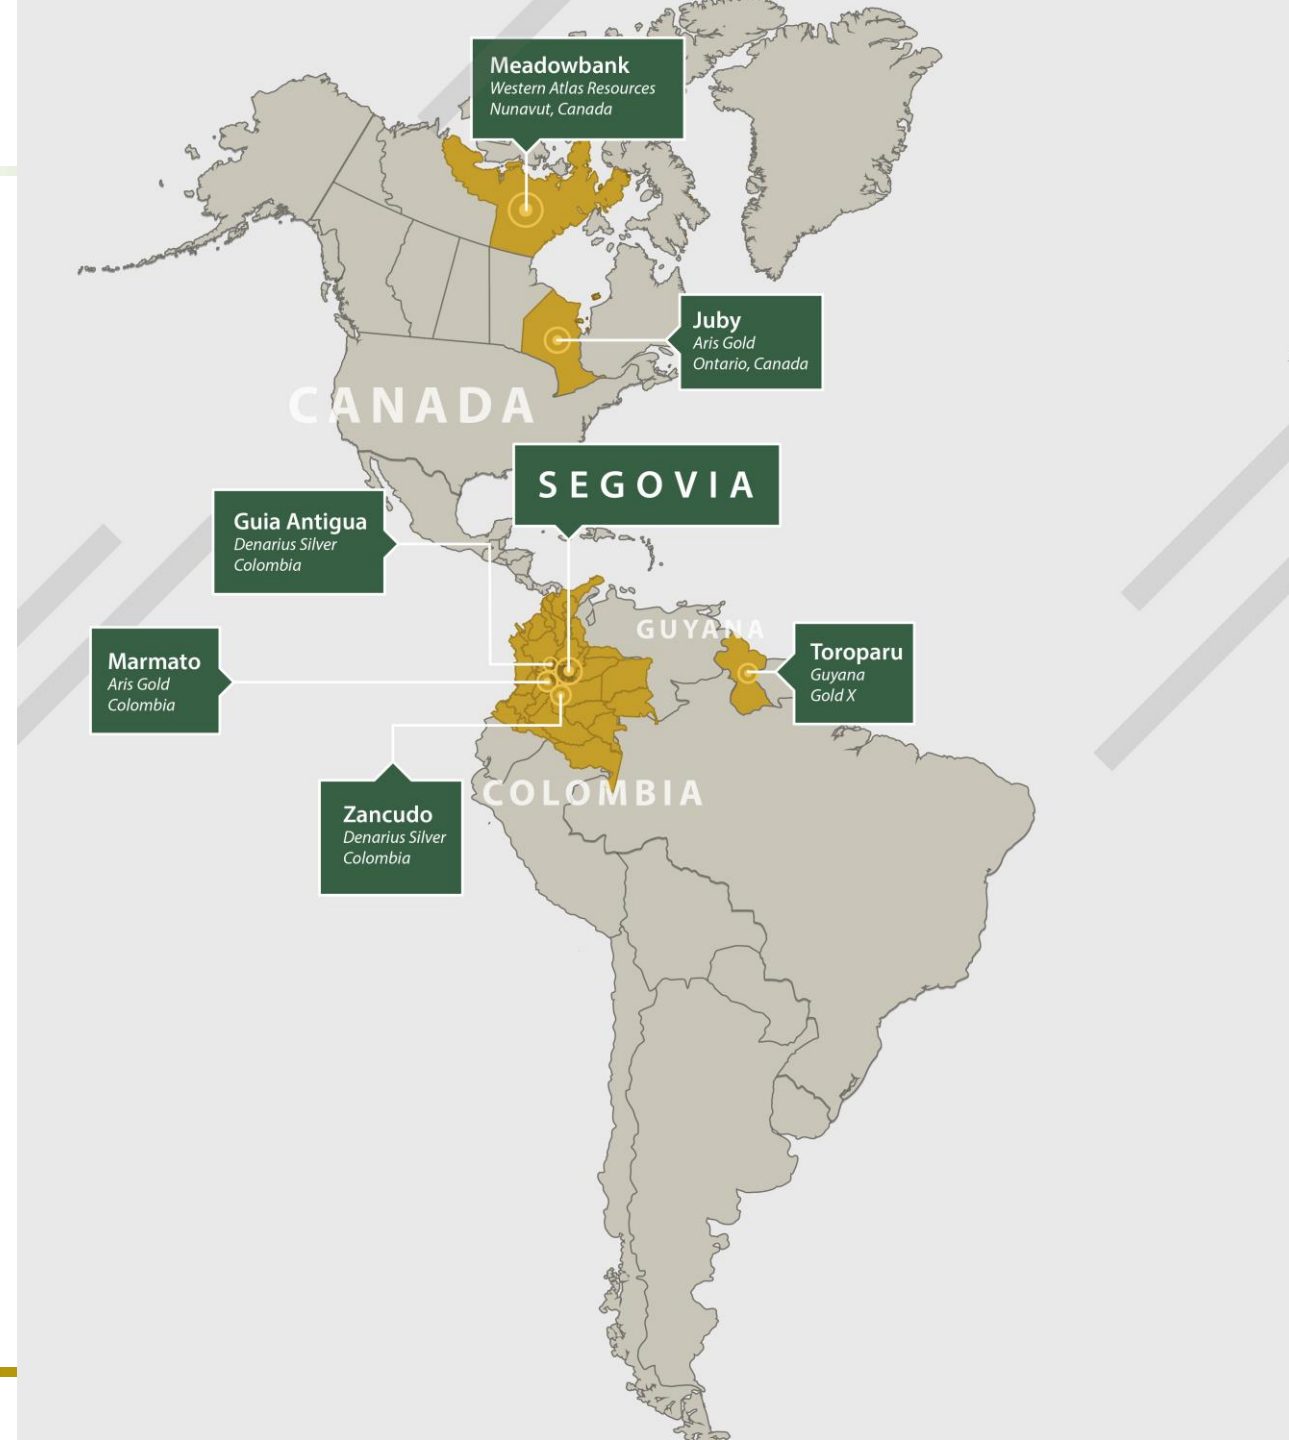 Meadowbank
Western Atlas Resources
Nunavut, Canada
Juby
Aris Gold
Ontario, Canada
CANADA
SEGOVIA
Guia Antigua
Denarius Silver
Colombia
GUYANA
Toroparu
Guyana
Gold X
Marmato
Aris Gold
Colombia
COLOMBIA
Zancudo
Denarius Silver
Colombia